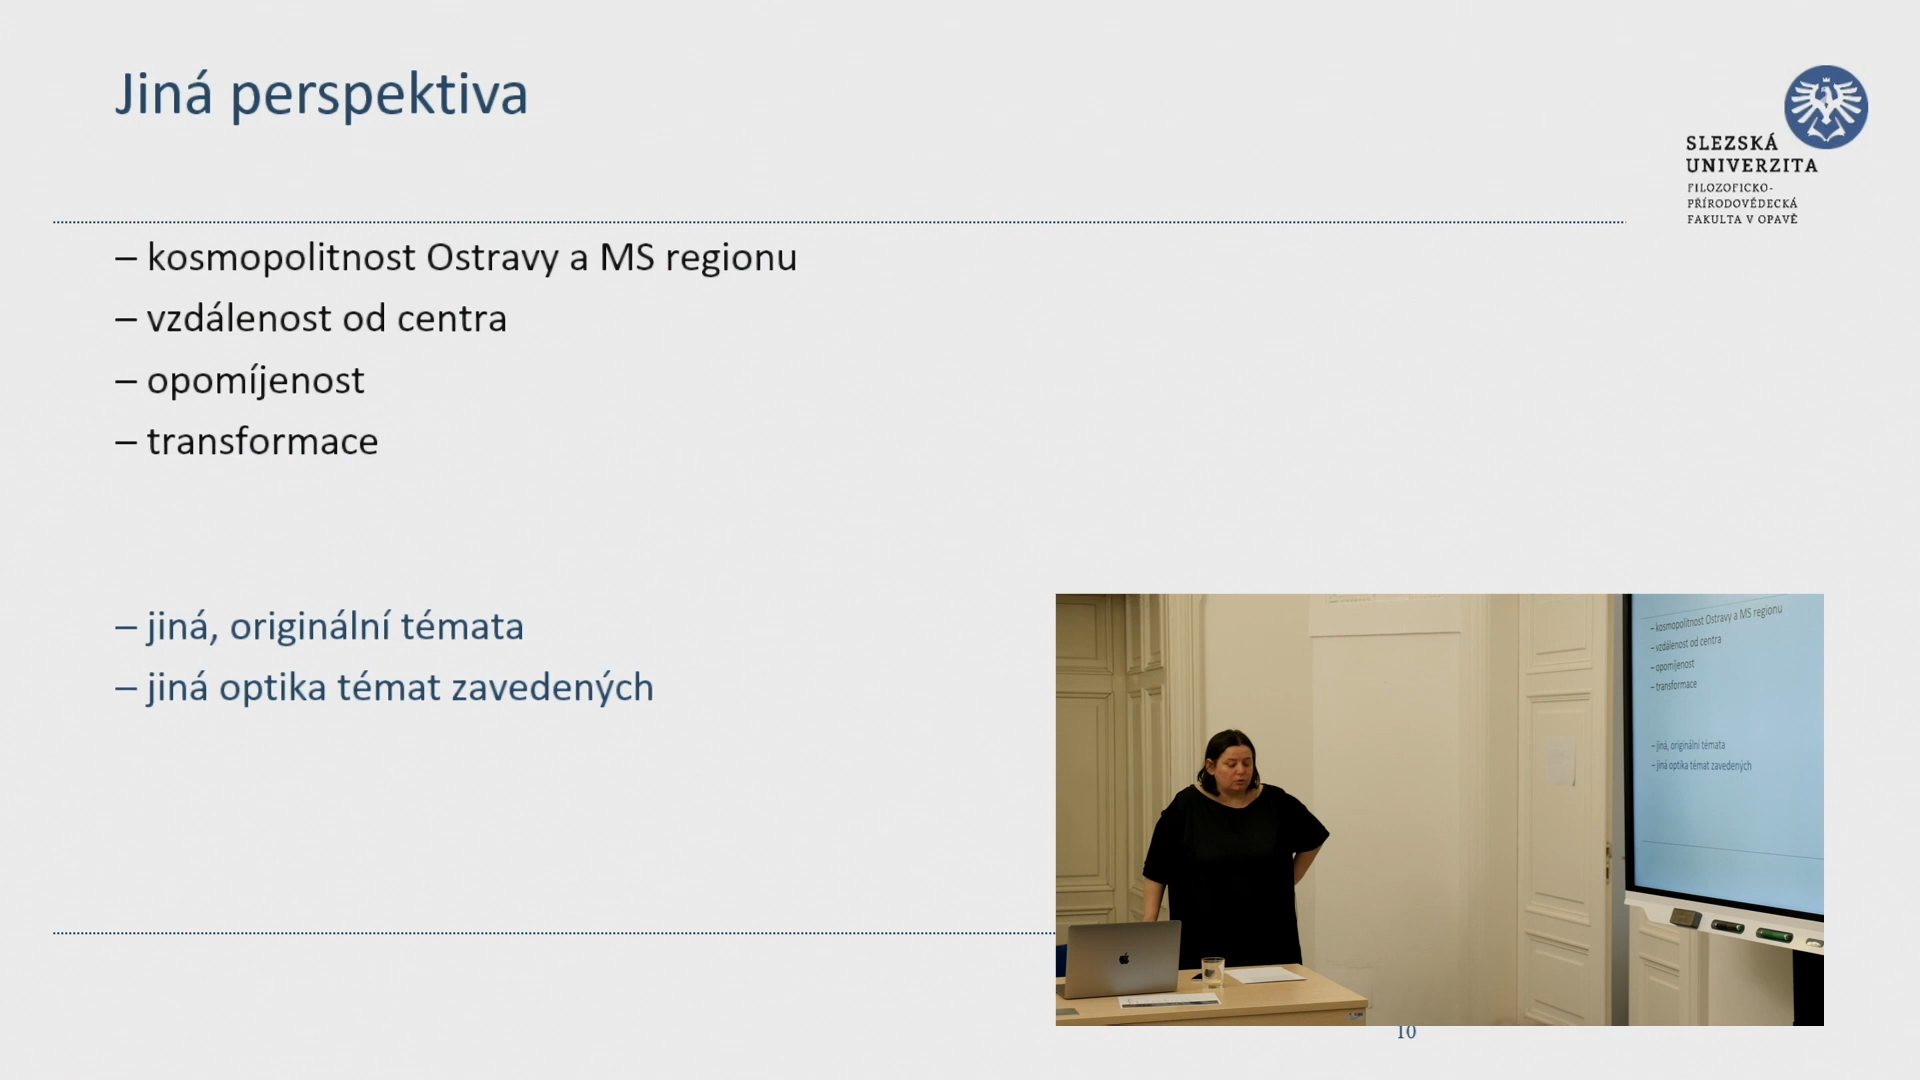 Jiná perspektiva
SLEZSKÁ
UNIVERZITA
FILOZOFICKO-
PŘÍRODOVĚDECKÁ
FAKULTA V OPAVĚ
– kosmopolitnost Ostravy a MS regionu
– vzdálenost od centra
– opomíjenost
– transformace
– jiná, originální témata
– jiná optika témat zavedených
– kosmopolitnost Ostravy a MS regionu
– vzdálenost od centra
– opomíjenost
– transformace
– jiná, originální témata
– jiná optika témat zavedených
10